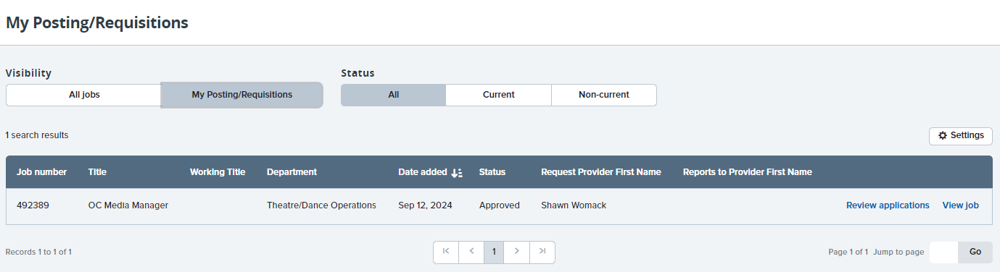 My Posting/Requisitions
Visibility
Status
All jobs My Posting/Requisitions
All Current Non-current
1 search results
Settings
Job number Title Working Title Department Date added Status Request Provider First Name Reports to Provider First Name
492389 OC Media Manager Theatre/Dance Operations Sep 12, 2024 Approved Shawn Womack Review applications View job
Records 1 to 1 of 1
1
Page 1 of 1 Jump to page Go